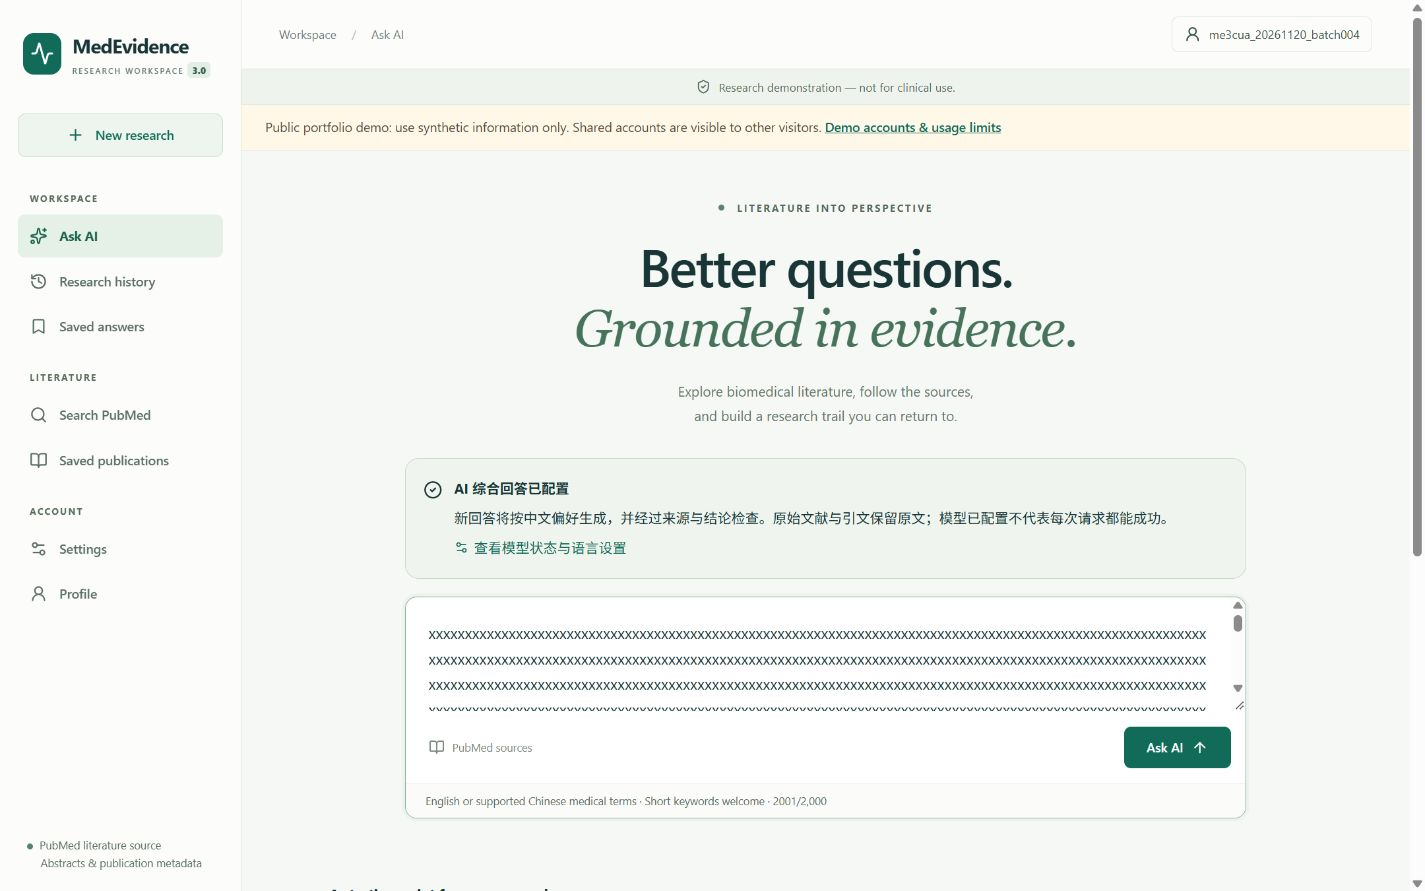 MedEvidence
RESEARCH WORKSPACE 3.0
New research
WORKSPACE
Ask AI
Research history
Saved answers
LITERATURE
Search PubMed
Saved publications
ACCOUNT
Settings
Profile
PubMed literature source
Abstracts & publication metadata
Workspace / Ask AI
me3cua_20261120_batch004
Research demonstration — not for clinical use.
Public portfolio demo: use synthetic information only. Shared accounts are visible to other visitors. Demo accounts & usage limits
LITERATURE INTO PERSPECTIVE
Better questions.
Grounded in evidence.
Explore biomedical literature, follow the sources,
and build a research trail you can return to.
AI 综合回答已配置
新回答将按中文偏好生成，并经过来源与结论检查。原始文献与引文保留原文；模型已配置不代表每次请求都能成功。
查看模型状态与语言设置
PubMed sources
Ask AI
English or supported Chinese medical terms · Short keywords welcome · 2001/2,000